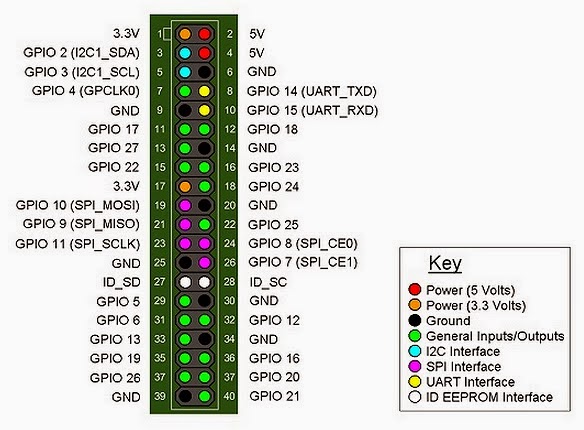 3.3V 1 2 5V
GPIO 2 (I2C1_SDA) 3 4 5V
GPIO 3 (I2C1_SCL) 5 6 GND
GPIO 4 (GPCLK0) 7 8 GPIO 14 (UART_TXD)
GND 9 10 GPIO 15 (UART_RXD)
GPIO 17 11 12 GPIO 18
GPIO 27 13 14 GND
GPIO 22 15 16 GPIO 23
3.3V 17 18 GPIO 24
GPIO 10 (SPI_MOSI) 19 20 GND
GPIO 9 (SPI_MISO) 21 22 GPIO 25
GPIO 11 (SPI_SCLK) 23 24 GPIO 8 (SPI_CE0)
GND 25 26 GPIO 7 (SPI_CE1)
ID_SD 27 28 ID_SC
GPIO 5 29 30 GND
GPIO 6 31 32 GPIO 12
GPIO 13 33 34 GND
GPIO 19 35 36 GPIO 16
GPIO 26 37 37 GPIO 20
GND 39 40 GPIO 21
Key
Power (5 Volts)
Power (3.3 Volts)
Ground
General Inputs/Outputs
I2C Interface
SPI Interface
UART Interface
ID EEPROM Interface